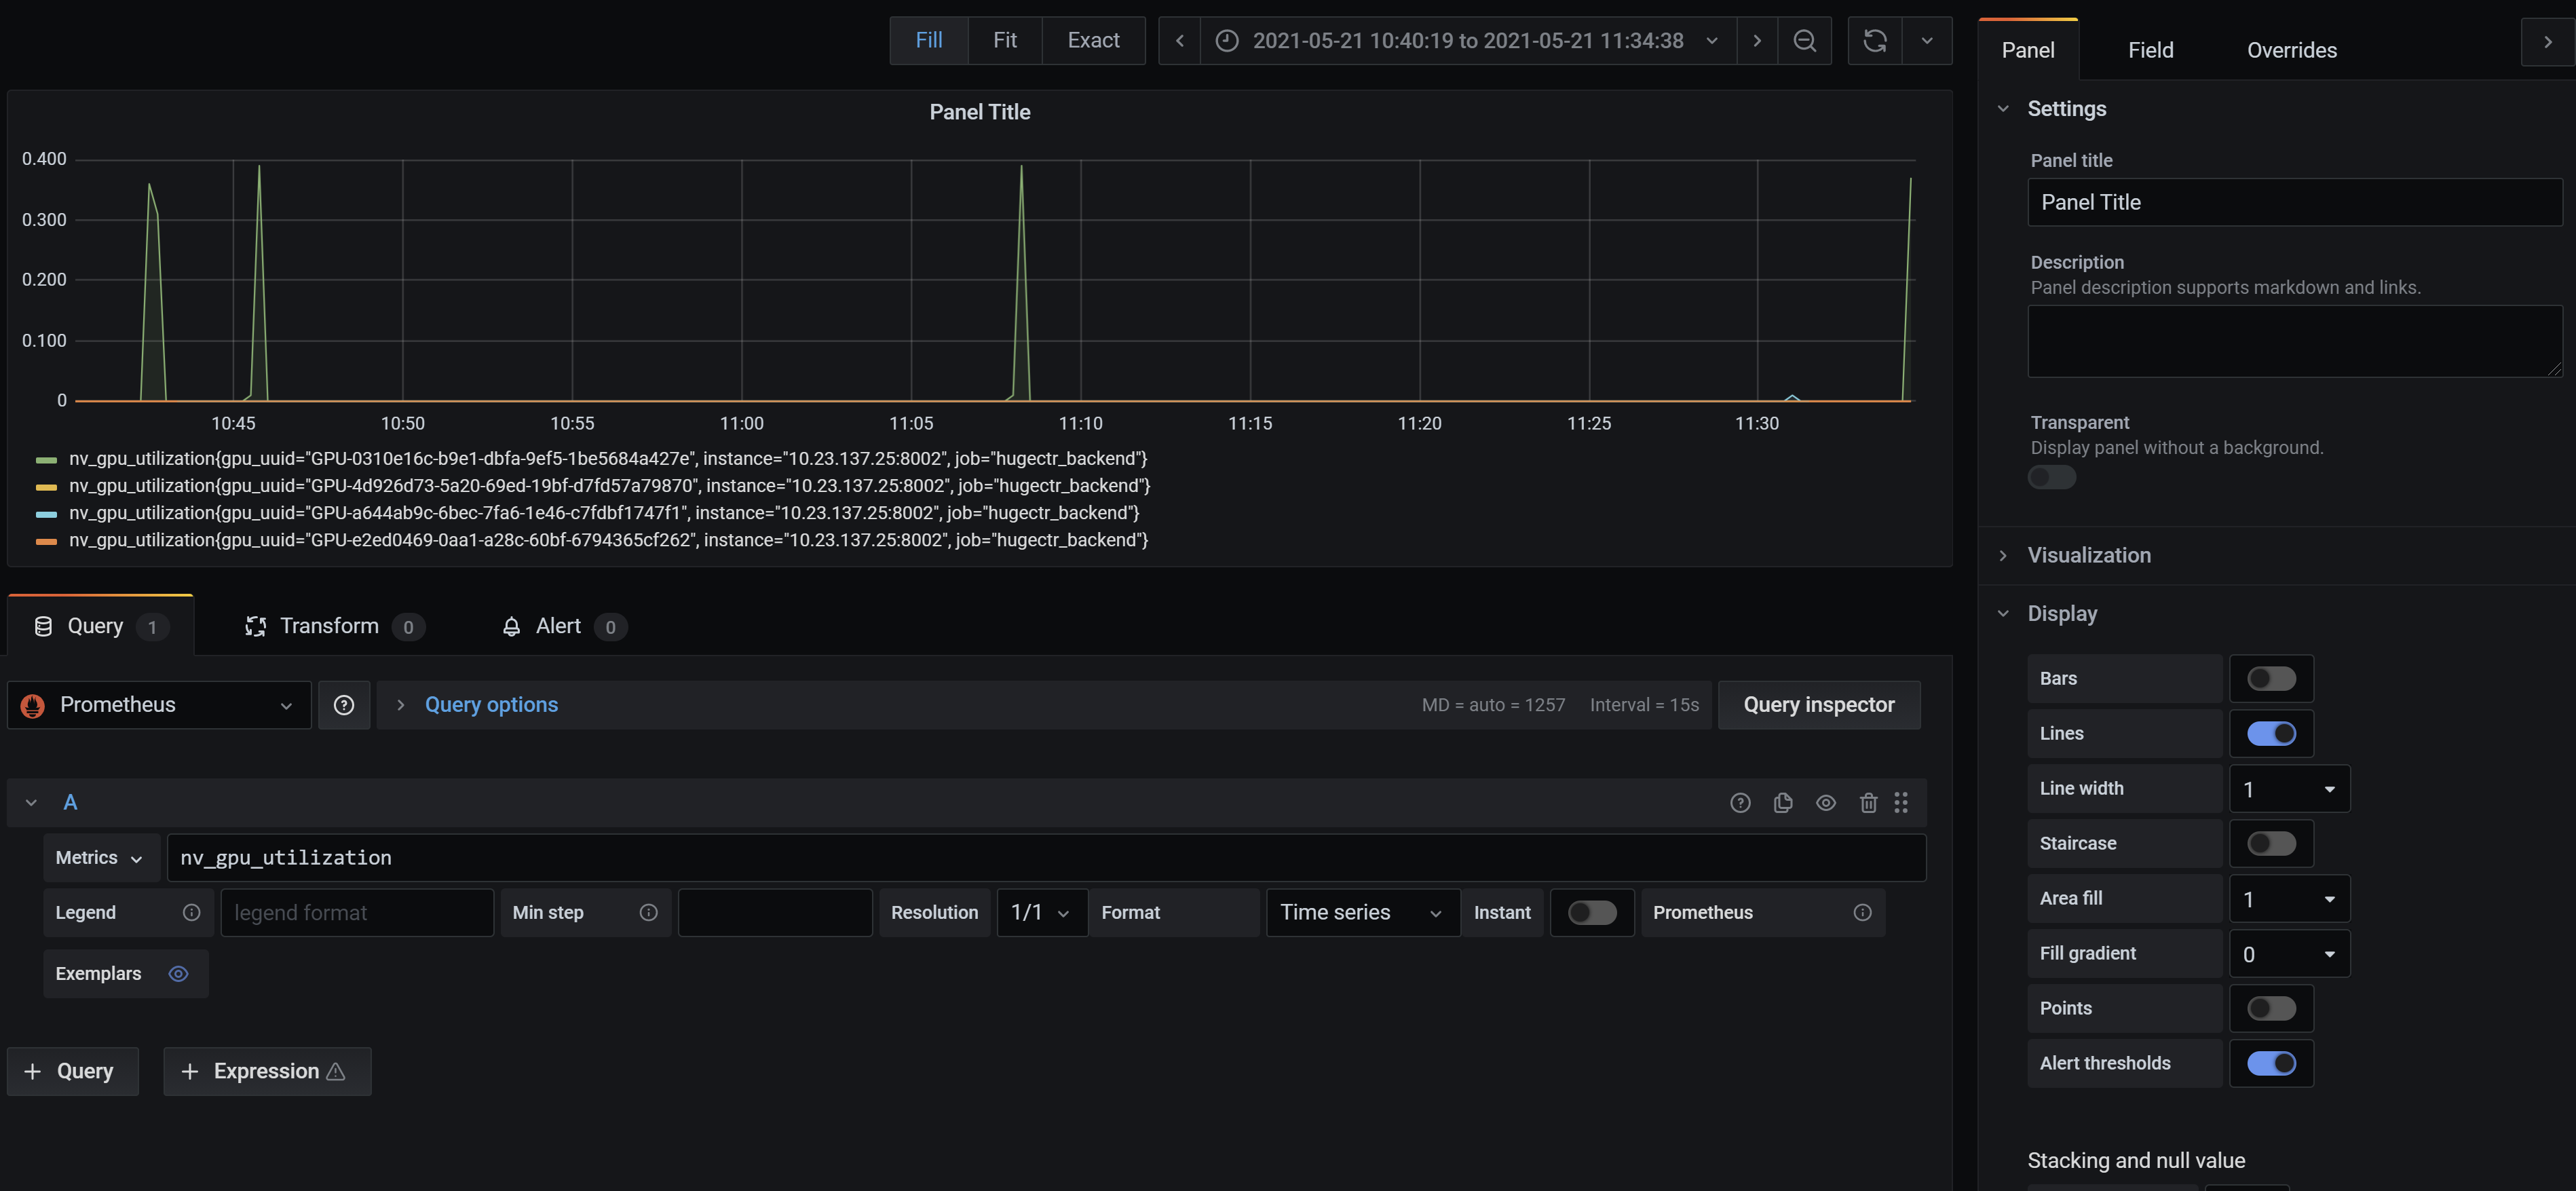 Fill Fit Exact 2021-05-21 10:40:19 to 2021-05-21 11:34:38
Panel Title
0.400
0.300
0.200
0.100
0
10:45 10:50 10:55 11:00 11:05 11:10 11:15 11:20 11:25 11:30
nv_gpu_utilization{gpu_uuid="GPU-0310e16c-b9e1-dbfa-9ef5-1be5684a427e", instance="10.23.137.25:8002", job="hugectr_backend"}
nv_gpu_utilization{gpu_uuid="GPU-4d926d73-5a20-69ed-19bf-d7fd57a79870", instance="10.23.137.25:8002", job="hugectr_backend"}
nv_gpu_utilization{gpu_uuid="GPU-a644ab9c-6bec-7fa6-1e46-c7fdbf1747f1", instance="10.23.137.25:8002", job="hugectr_backend"}
nv_gpu_utilization{gpu_uuid="GPU-e2ed0469-0aa1-a28c-60bf-6794365cf262", instance="10.23.137.25:8002", job="hugectr_backend"}
Query 1 Transform 0 Alert 0
Prometheus Query options MD = auto = 1257 Interval = 15s Query inspector
A
Metrics nv_gpu_utilization
Legend legend format Min step Resolution 1/1 Format Time series Instant Prometheus
Exemplars
+ Query + Expression
Panel Field Overrides
Settings
Panel title
Panel Title
Description
Panel description supports markdown and links.
Transparent
Display panel without a background.
Visualization
Display
Bars
Lines
Line width 1
Staircase
Area fill 1
Fill gradient 0
Points
Alert thresholds
Stacking and null value